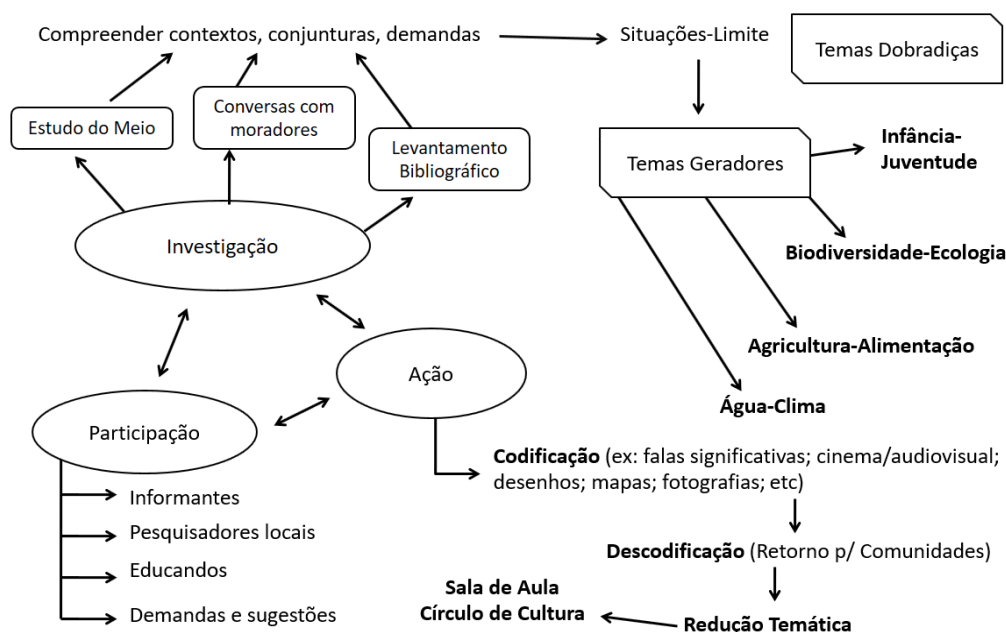 Compreender contextos, conjunturas, demandas
Situações-Limite
Temas Dobradiças
Estudo do Meio
Conversas com
moradores
Levantamento
Bibliográfico
Temas Geradores
Infância-
Juventude
Investigação
Biodiversidade-Ecologia
Agricultura-Alimentação
Ação
Água-Clima
Participação
Codificação (ex: falas significativas; cinema/audiovisual;
desenhos; mapas; fotografias; etc)
Informantes
Pesquisadores locais
Educandos
Demandas e sugestões
Descodificação (Retorno p/ Comunidades)
Redução Temática
Sala de Aula
Círculo de Cultura